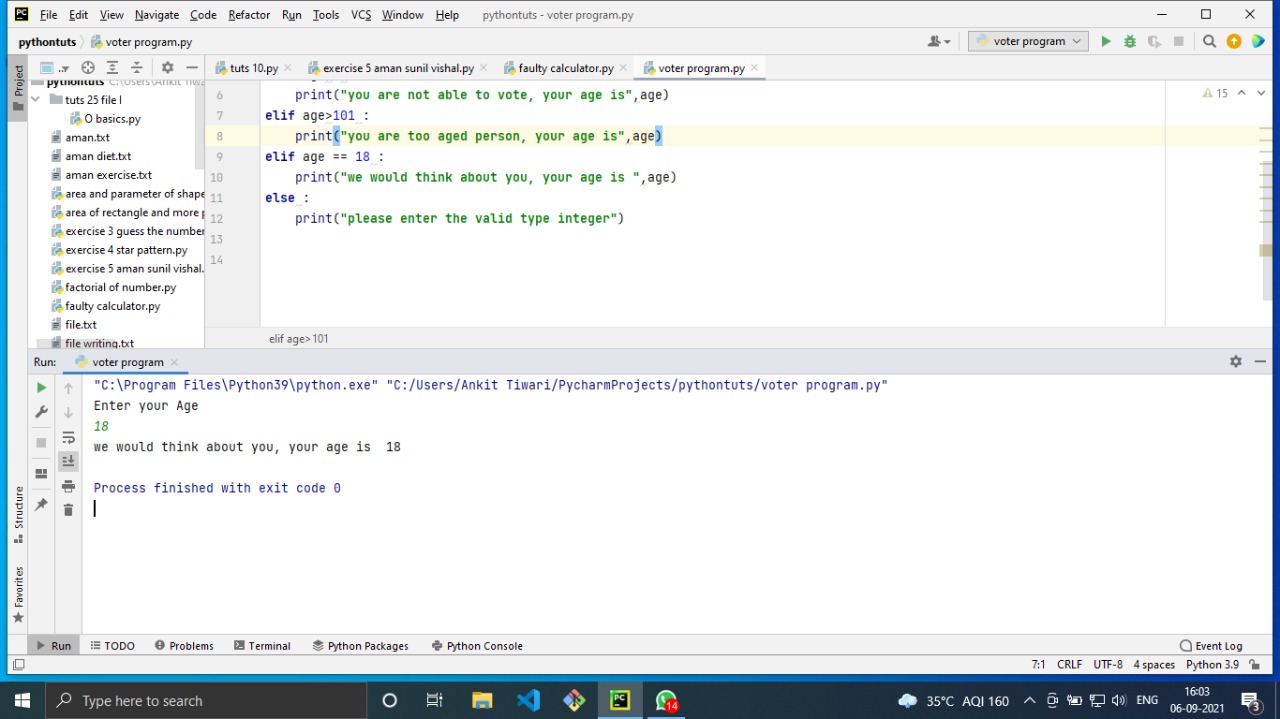 PC File Edit View Navigate Code Refactor Run Tools VCS Window Help pythontuts - voter program.py
pythontuts voter program.py voter program
Project
tuts 10.py exercise 5 aman sunil vishal.py faulty calculator.py voter program.py
pythontuts C:\Users\Ankit Tiwa
tuts 25 file I
O basics.py
aman.txt
aman diet.txt
aman exercise.txt
area and parameter of shape
area of rectangle and more p
exercise 3 guess the number
exercise 4 star pattern.py
exercise 5 aman sunil vishal.
factorial of number.py
faulty calculator.py
file.txt
file writing.txt
15
6 print("you are not able to vote, your age is",age)
7 elif age>101 :
8 print("you are too aged person, your age is",age)
9 elif age == 18 :
10 print("we would think about you, your age is ",age)
11 else :
12 print("please enter the valid type integer")
13
14
elif age>101
Run: voter program
"C:\Program Files\Python39\python.exe" "C:/Users/Ankit Tiwari/PycharmProjects/pythontuts/voter program.py"
Enter your Age
18
we would think about you, your age is  18
Process finished with exit code 0
Structure
Favorites
Run TODO Problems Terminal Python Packages Python Console Event Log
7:1 CRLF UTF-8 4 spaces Python 3.9
Type here to search PC 14 35°C AQI 160 ENG 16:03 3
06-09-2021